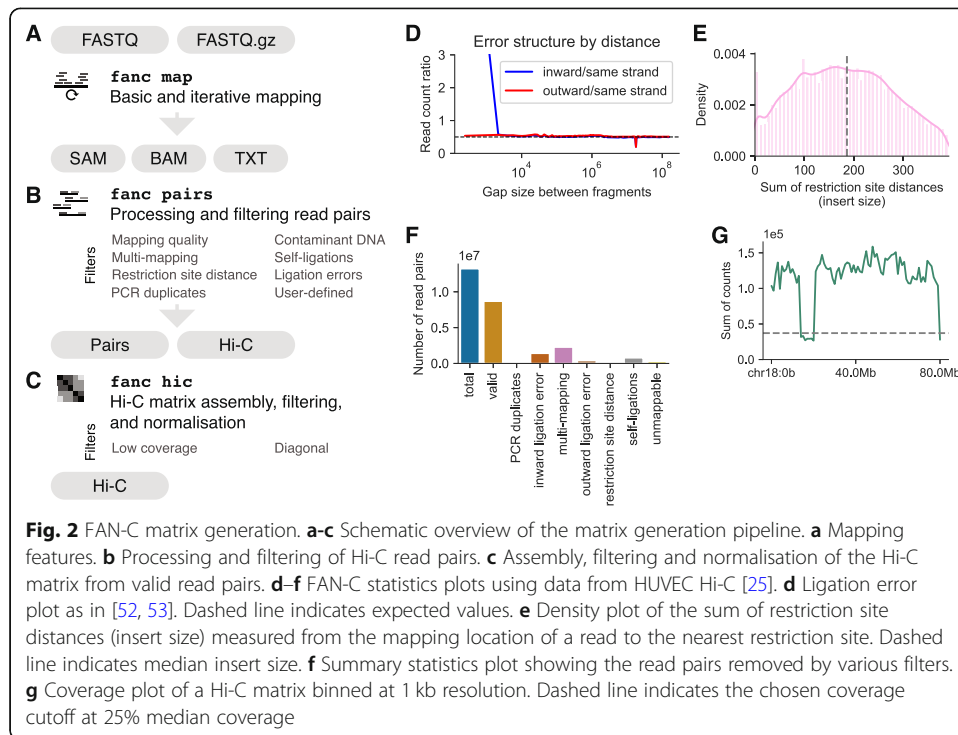 A
FASTQ
FASTQ.gz
fanc map
Basic and iterative mapping
SAM
BAM
TXT
B
fanc pairs
Processing and filtering read pairs
Filters
Mapping quality
Contaminant DNA
Multi-mapping
Self-ligations
Restriction site distance
Ligation errors
PCR duplicates
User-defined
Pairs
Hi-C
C
fanc hic
Hi-C matrix assembly, filtering,
and normalisation
Filters
Low coverage
Diagonal
Hi-C
D
Error structure by distance
Read count ratio
3
2
1
0
inward/same strand
outward/same strand
10^4
10^6
10^8
Gap size between fragments
E
Density
0.004
0.002
0.000
0
100
200
300
Sum of restriction site distances
(insert size)
F
1e7
Number of read pairs
1.0
0.5
0.0
total
valid
PCR duplicates
inward ligation error
multi-mapping
outward ligation error
restriction site distance
self-ligations
unmappable
G
1e5
Sum of counts
1.5
1.0
0.5
0.0
chr18:0b
40.0Mb
80.0Mb
Fig. 2 FAN-C matrix generation. a-c Schematic overview of the matrix generation pipeline. a Mapping
features. b Processing and filtering of Hi-C read pairs. c Assembly, filtering and normalisation of the Hi-C
matrix from valid read pairs. d–f FAN-C statistics plots using data from HUVEC Hi-C [25]. d Ligation error
plot as in [52, 53]. Dashed line indicates expected values. e Density plot of the sum of restriction site
distances (insert size) measured from the mapping location of a read to the nearest restriction site. Dashed
line indicates median insert size. f Summary statistics plot showing the read pairs removed by various filters.
g Coverage plot of a Hi-C matrix binned at 1 kb resolution. Dashed line indicates the chosen coverage
cutoff at 25% median coverage